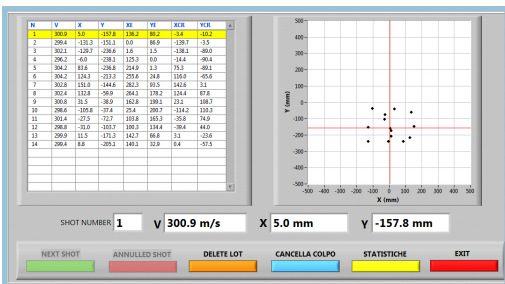 N V X Y XE YE XCR YCR
1 300.9 5.0 -157.8 136.2 80.2 -3.4 -10.2
2 299.4 -131.3 -151.1 0.0 86.9 -139.7 -3.5
3 302.1 -129.7 -236.6 1.6 1.5 -138.1 -89.0
4 296.2 -6.0 -238.1 125.3 0.0 -14.4 -90.4
5 304.2 83.6 -236.8 214.9 1.3 75.3 -89.1
6 304.2 124.3 -213.3 255.6 24.8 116.0 -65.6
7 302.8 151.0 -144.6 282.3 93.5 142.6 3.1
8 302.4 132.8 -59.9 264.1 178.2 124.4 87.8
9 300.8 31.5 -38.9 162.8 199.1 23.1 108.7
10 298.6 -105.8 -37.4 25.4 200.7 -114.2 110.3
11 301.4 -27.5 -72.7 103.8 165.3 -35.8 74.9
12 298.8 -31.0 -103.7 100.3 134.4 -39.4 44.0
13 299.9 11.5 -171.3 142.7 66.8 3.1 -23.6
14 299.4 8.8 -205.1 140.1 32.9 0.4 -57.5
500
400
300
200
100
0
-100
-200
-300
-400
-500
Y (mm)
-500 -400 -300 -200 -100 0 100 200 300 400 500
X (mm)
SHOT NUMBER 1 V 300.9 m/s X 5.0 mm Y -157.8 mm
NEXT SHOT ANNULLED SHOT DELETE LOT CANCELLA COLPO STATISTICHE EXIT